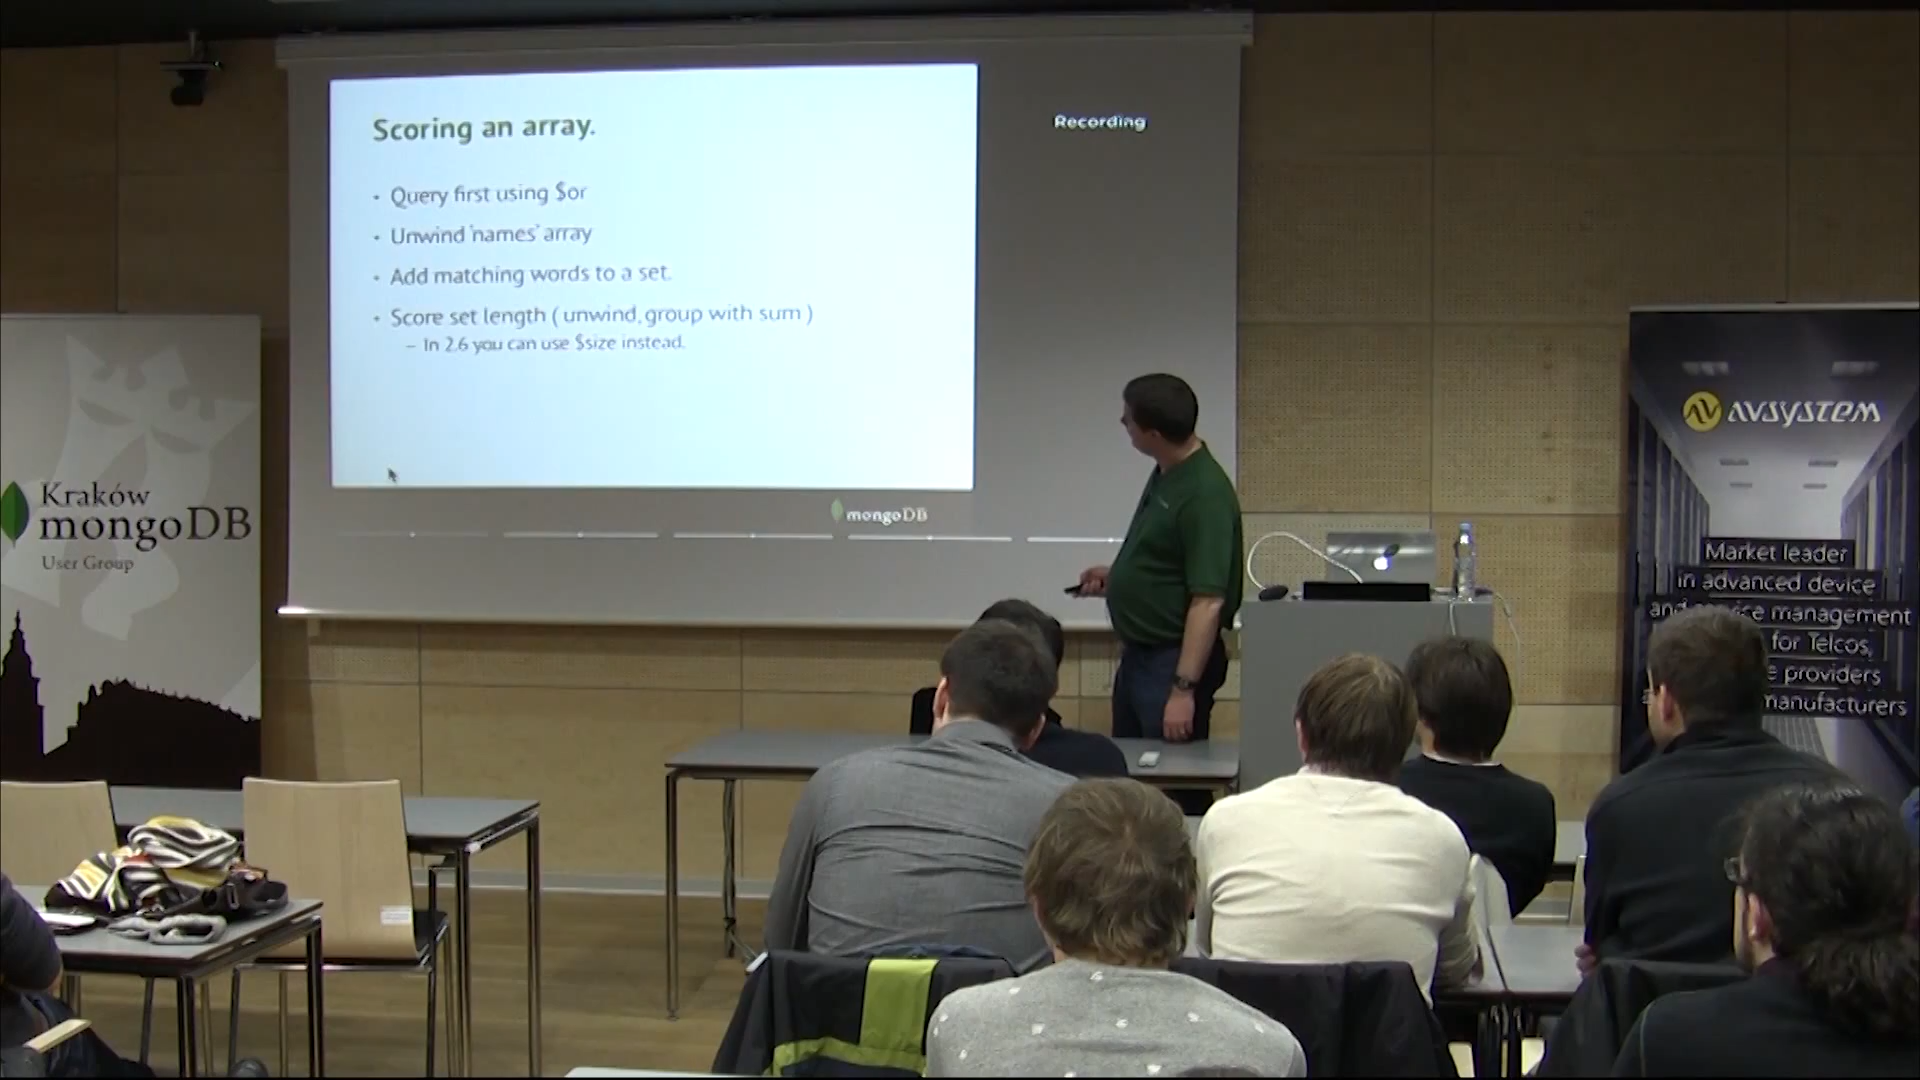 Scoring an array.
Recording
• Query first using $or
• Unwind 'names' array
• Add matching words to a set.
• Score set length ( unwind, group with sum )
– In 2.6 you can use $size instead.
mongoDB
Kraków
mongoDB
User Group
AVSYSTEM
Market leader
in advanced device
management
for Telcos,
providers
manufacturers